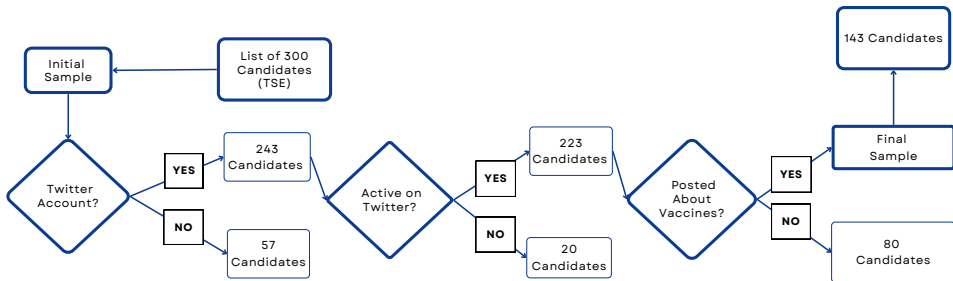 Initial
Sample
List of 300
Candidates
(TSE)
Twitter
Account?
YES
243
Candidates
NO
57
Candidates
Active on
Twitter?
YES
223
Candidates
NO
20
Candidates
Posted
About
Vaccines?
YES
Final
Sample
143 Candidates
NO
80
Candidates